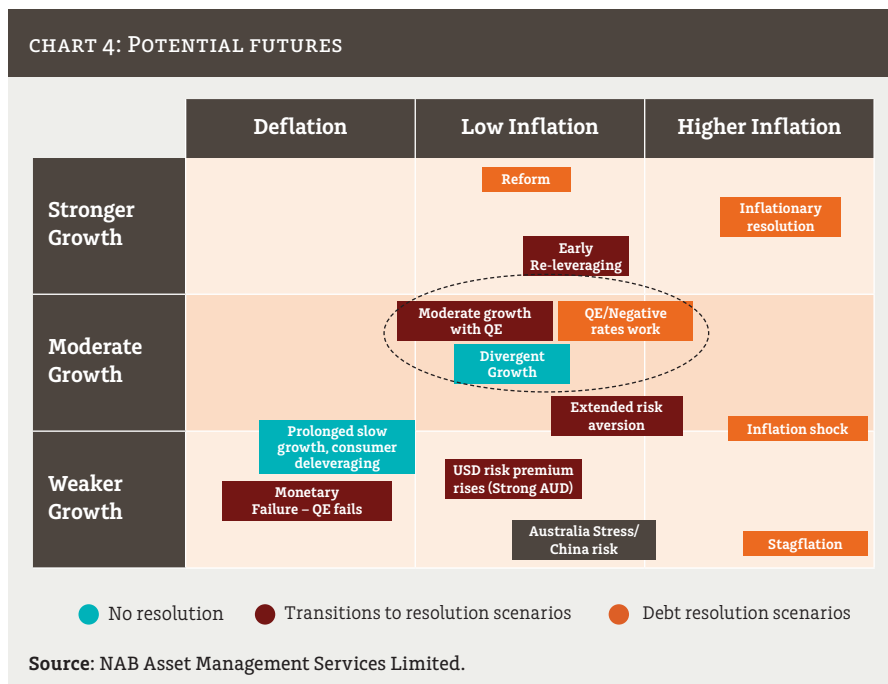 CHART 4: POTENTIAL FUTURES
Deflation
Low Inflation
Higher Inflation
Stronger
Growth
Reform
Inflationary
resolution
Early
Re-leveraging
Moderate
Growth
Moderate growth
with QE
QE/Negative
rates work
Divergent
Growth
Extended risk
aversion
Inflation shock
Weaker
Growth
Prolonged slow
growth, consumer
deleveraging
USD risk premium
rises (Strong AUD)
Monetary
Failure – QE fails
Australia Stress/
China risk
Stagflation
No resolution
Transitions to resolution scenarios
Debt resolution scenarios
Source: NAB Asset Management Services Limited.